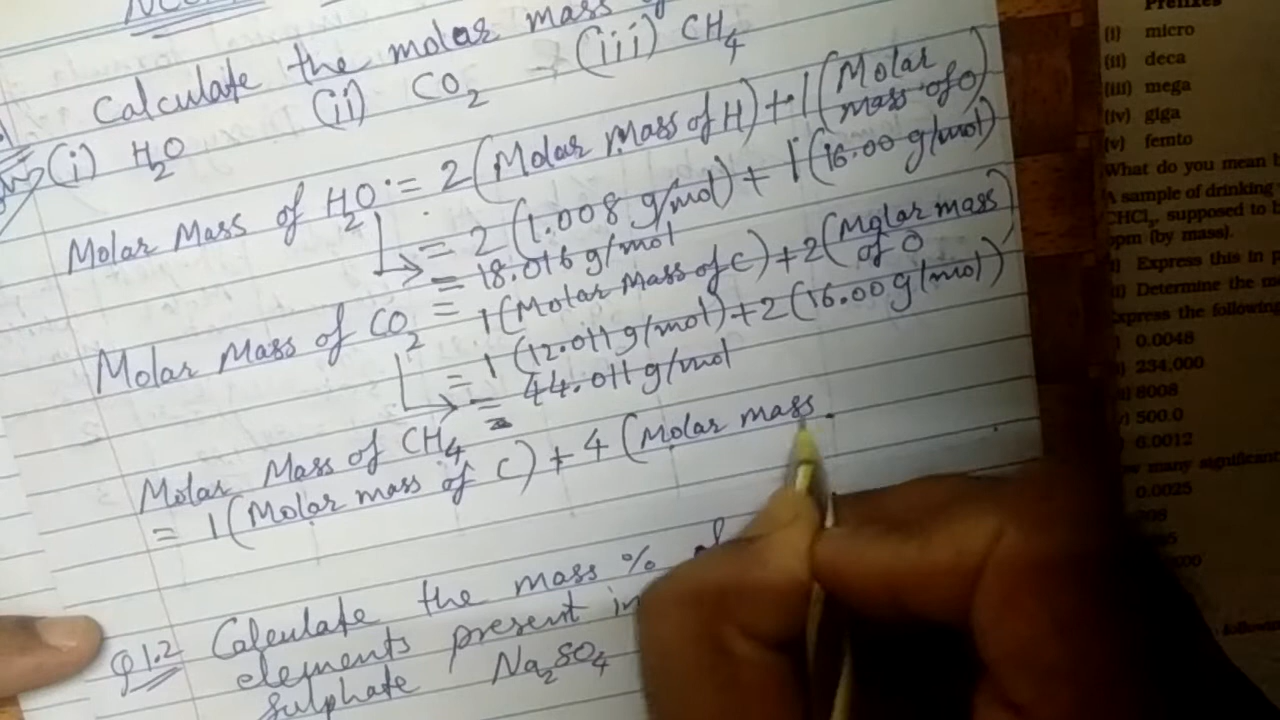 Calculate the molar mass of
(i) H2O (ii) CO2 (iii) CH4
Molar Mass of H2O = 2 (Molar Mass of H) + 1 (Molar mass of O)
= 2 (1.008 g/mol) + 1 (16.00 g/mol)
= 18.016 g/mol
Molar Mass of CO2 = 1 (Molar Mass of C) + 2 (Molar mass of O)
= 1 (12.011 g/mol) + 2 (16.00 g/mol)
= 44.011 g/mol
Molar Mass of CH4 =
= 1 (Molar mass of C) + 4 (Molar mass
Q1.2 Calculate the mass % of
elements present in
Sulphate Na2SO4
Prefixes
(i) micro
(ii) deca
(iii) mega
(iv) giga
(v) femto
What do you mean
A sample of drinking
CHCl3, supposed to
ppm (by mass).
Express this in
Determine the
Express the following
0.0048
234,000
8008
500.0
6.0012
many
0.0025
208